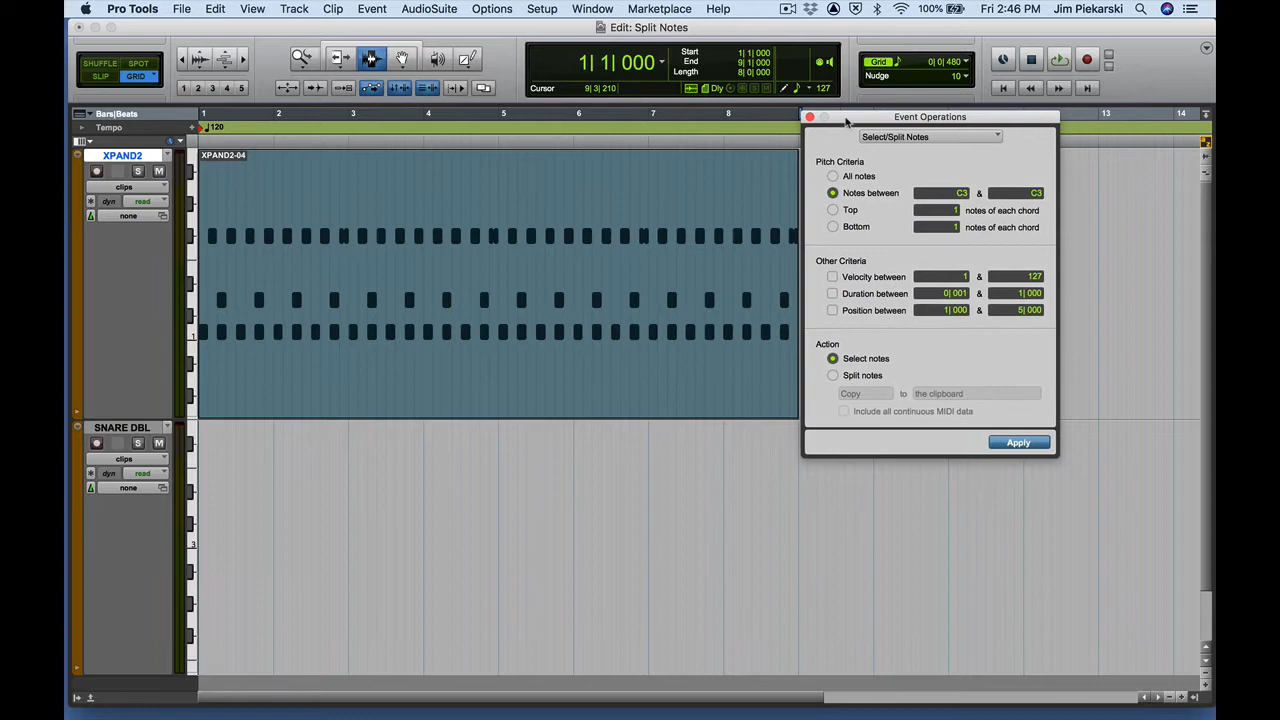 Pro Tools File Edit View Track Clip Event AudioSuite Options Setup Window Marketplace Help 100% Fri 2:46 PM Jim Piekarski
Edit: Split Notes
SHUFFLE SPOT
SLIP GRID
1 2 3 4 5
1| 1| 000
Start 1| 1| 000
End 9| 1| 000
Length 8| 0| 000
Cursor 9| 3| 210 Dly 127
Grid 0| 0| 480
Nudge 10
Bars|Beats 1 2 3 4 5 6 7 8 13 14
Tempo 120
XPAND2
S M
clips
dyn read
none
XPAND2-04
1
Event Operations
Select/Split Notes
Pitch Criteria
All notes
Notes between C3 & C3
Top 1 notes of each chord
Bottom 1 notes of each chord
Other Criteria
Velocity between 1 & 127
Duration between 0| 001 & 1| 000
Position between 1| 000 & 5| 000
Action
Select notes
Split notes
Copy to the clipboard
Include all continuous MIDI data
Apply
SNARE DBL
S M
clips
dyn read
none
3